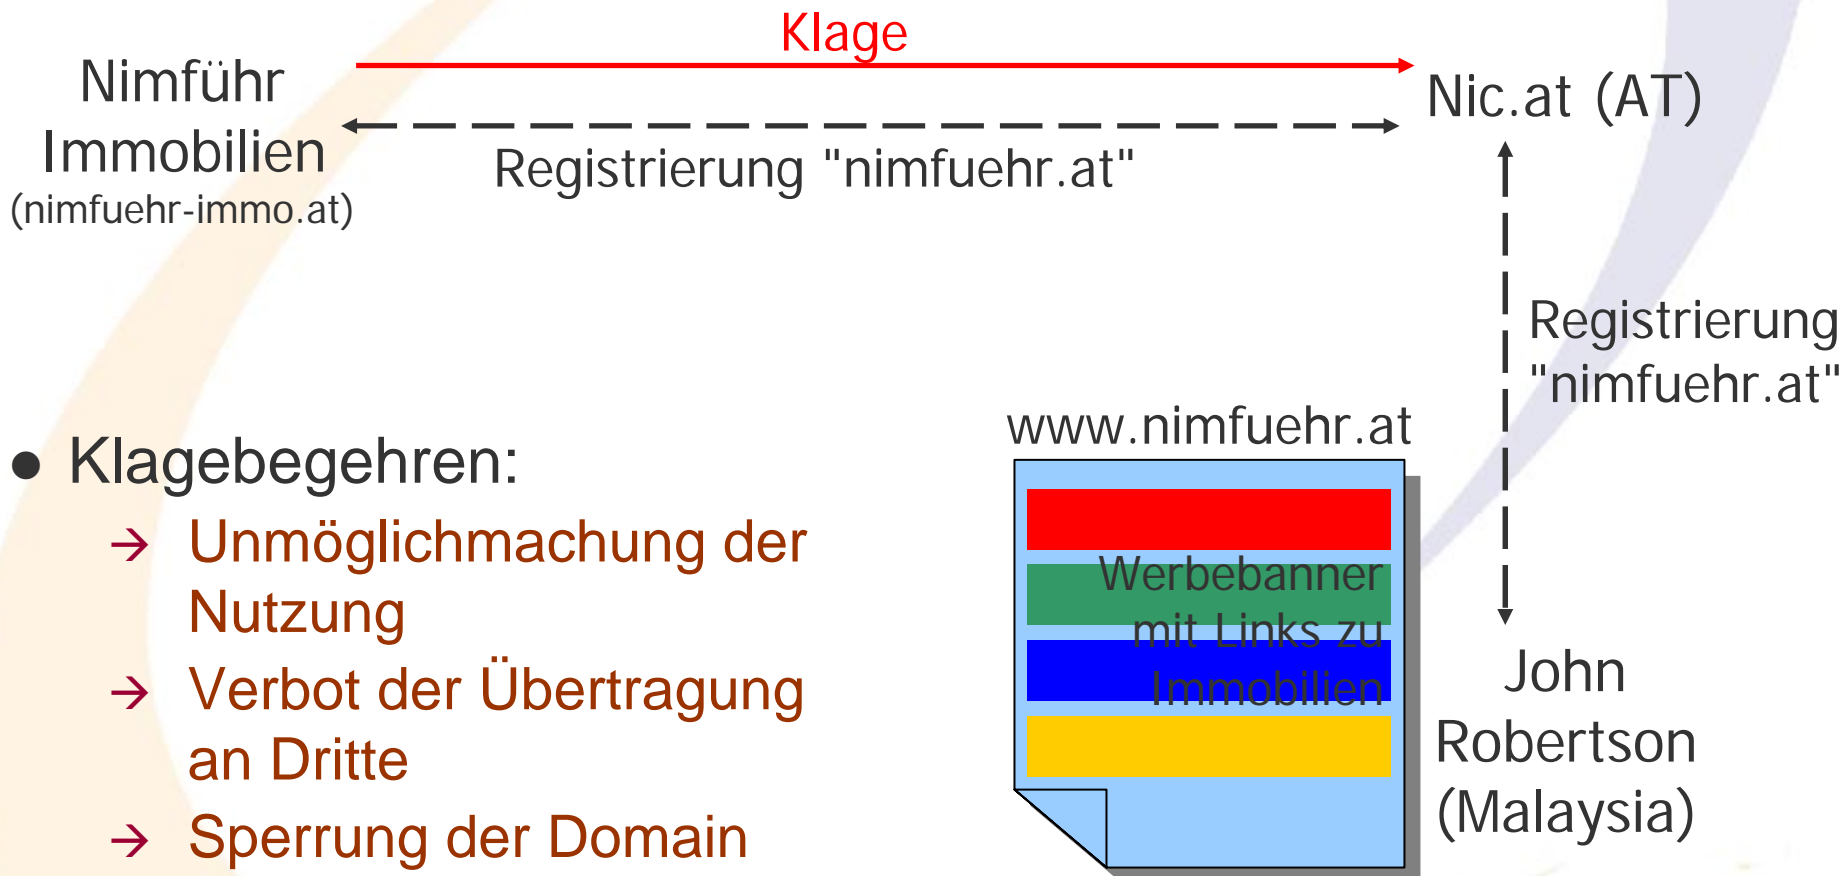 Klage
Nimführ
Immobilien
(nimfuehr-immo.at)
Nic.at (AT)
Registrierung "nimfuehr.at"
Registrierung
"nimfuehr.at"
● Klagebegehren:
→ Unmöglichmachung der
Nutzung
→ Verbot der Übertragung
an Dritte
→ Sperrung der Domain
www.nimfuehr.at
Werbebanner
mit Links zu
Immobilien
John
Robertson
(Malaysia)